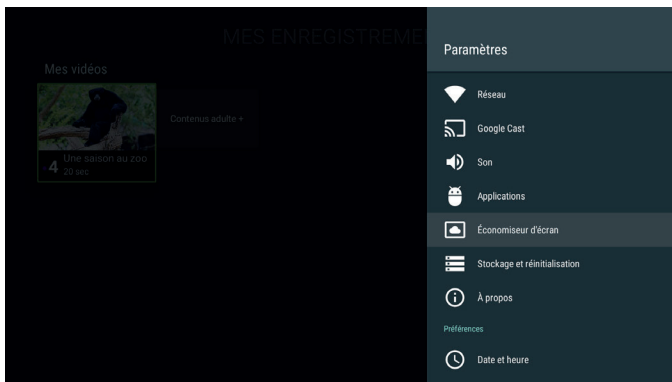 MES ENREGISTREME
Mes vidéos
Contenus adulte +
4 Une saison au zoo
20 sec
Paramètres
Réseau
Google Cast
Son
Applications
Économiseur d'écran
Stockage et réinitialisation
À propos
Préférences
Date et heure